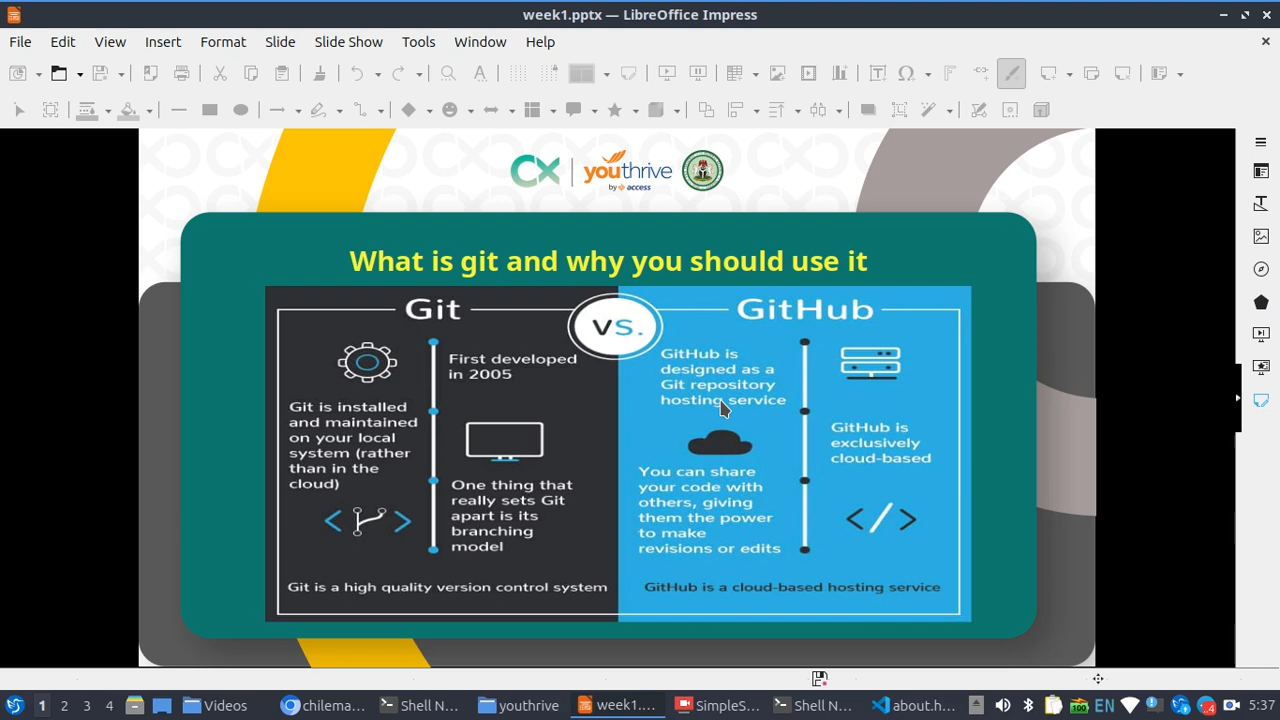 week1.pptx — LibreOffice Impress
File Edit View Insert Format Slide Slide Show Tools Window Help
CX | youthrive
by access
What is git and why you should use it
Git
vs.
GitHub
First developed
in 2005
Git is installed
and maintained
on your local
system (rather
than in the
cloud)
One thing that
really sets Git
apart is its
branching
model
Git is a high quality version control system
GitHub is
designed as a
Git repository
hosting service
GitHub is
exclusively
cloud-based
You can share
your code with
others, giving
them the power
to make
revisions or edits
GitHub is a cloud-based hosting service
1 2 3 4 Videos chilema... Shell N... youthrive week1.... SimpleS... Shell N... about.h... 100 EN 5:37